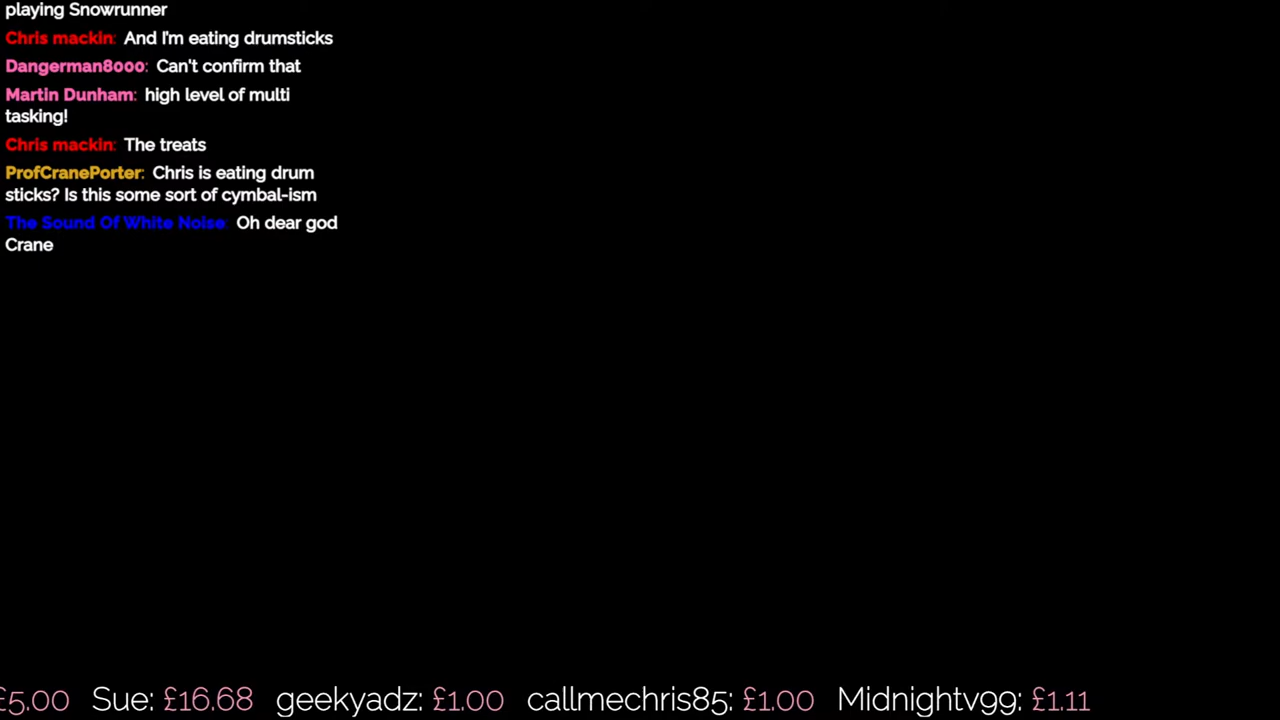 playing Snowrunner
Chris mackin: And I'm eating drumsticks
Dangerman8000: Can't confirm that
Martin Dunham: high level of multi
tasking!
Chris mackin: The treats
ProfCranePorter: Chris is eating drum
sticks? Is this some sort of cymbal-ism
The Sound Of White Noise: Oh dear god
Crane
£5.00 Sue: £16.68 geekyadz: £1.00 callmechris85: £1.00 Midnightv99: £1.11